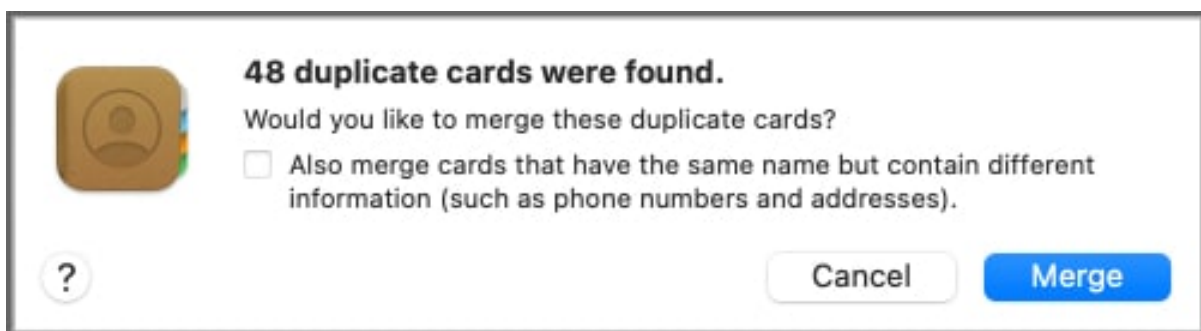 48 duplicate cards were found.
Would you like to merge these duplicate cards?
Also merge cards that have the same name but contain different
information (such as phone numbers and addresses).
? Cancel Merge